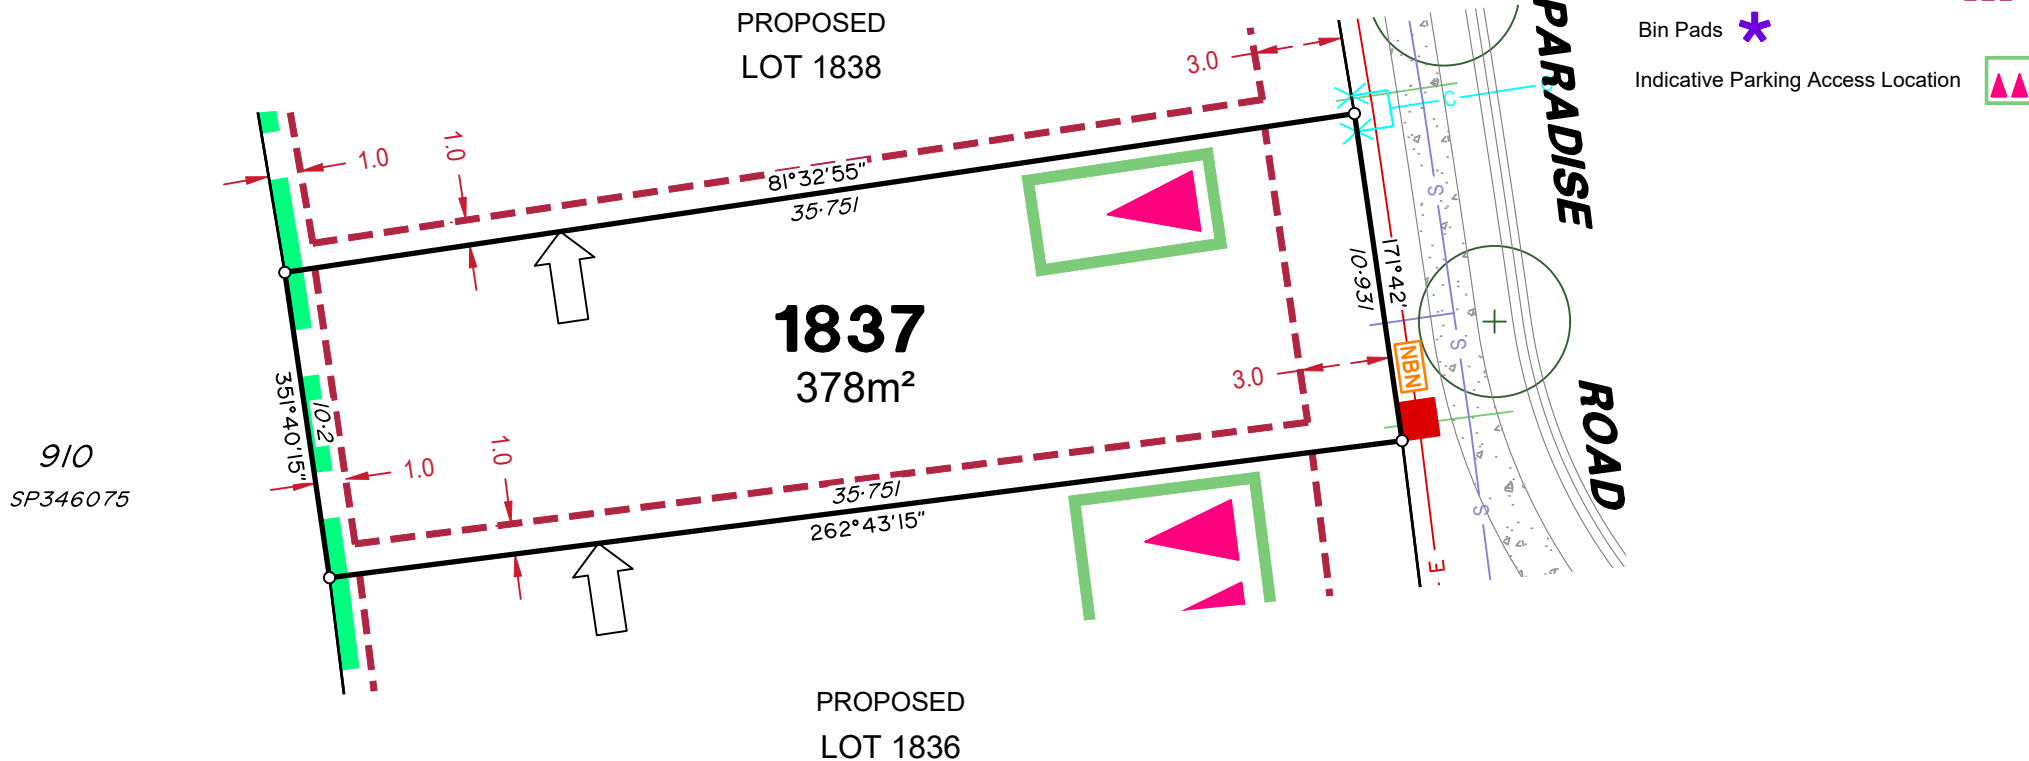 PROPOSED
LOT 1838
PARADISE
ROAD
Bin Pads
Indicative Parking Access Location
3.0
1.0
1.0
81°32'55"
35·751
C
S
171°42'
10·931
1837
378m²
3.0
NBN
S
351°40'15"
10·2
910
SP346075
1.0
1.0
35·751
262°43'15"
S
E
PROPOSED
LOT 1836